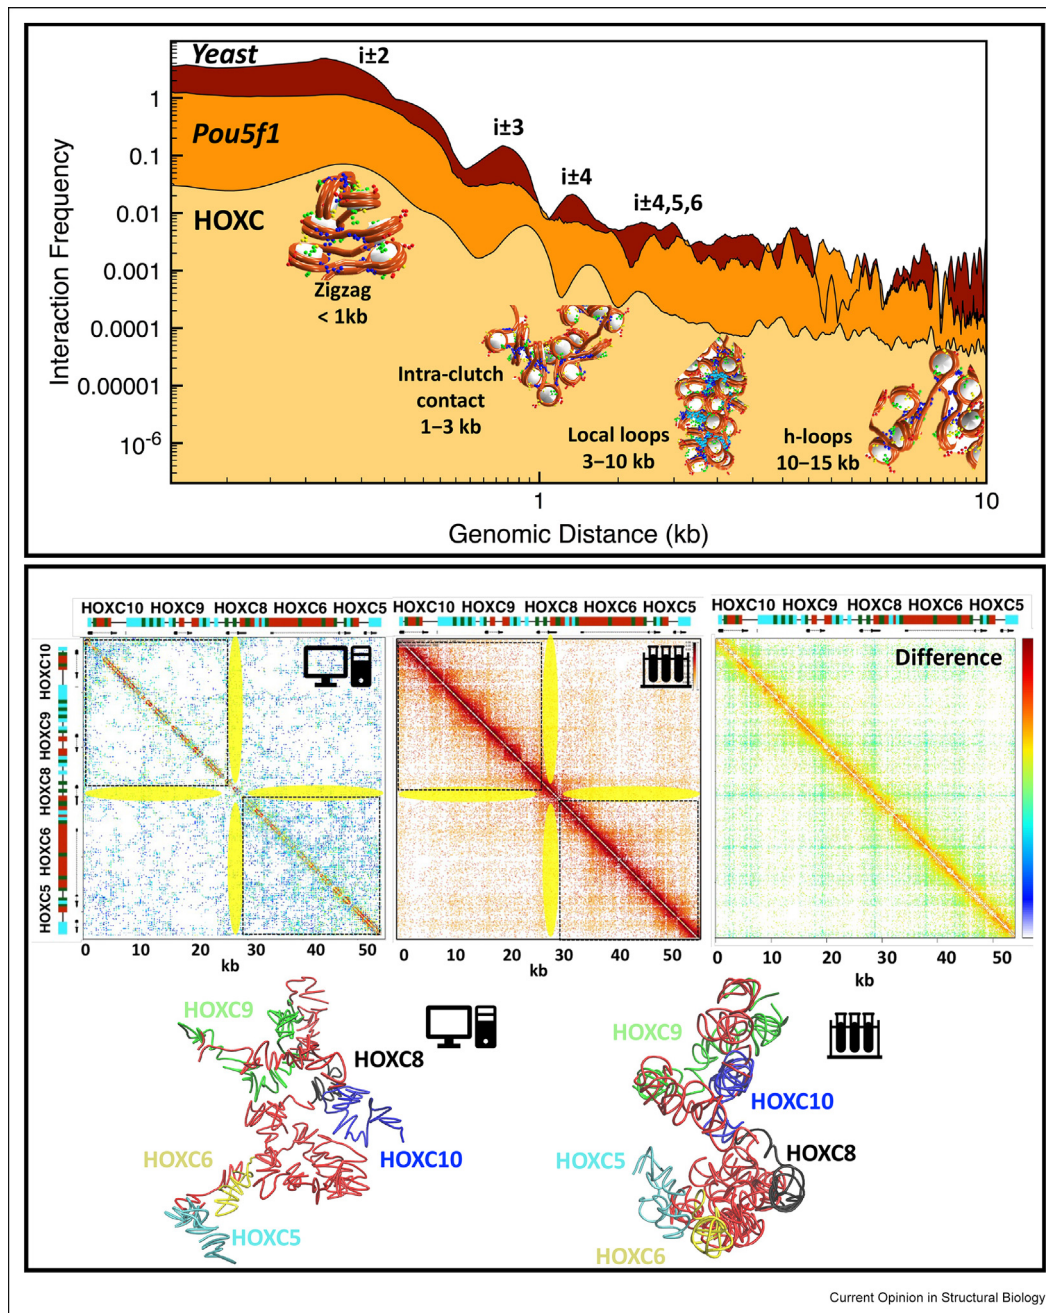 Yeast
i±2
Pou5f1
i±3
i±4
i±4,5,6
HOXC
Interaction Frequency
1
0.1
0.01
0.001
0.0001
0.00001
10⁻⁶
Zigzag
< 1kb
Intra-clutch
contact
1–3 kb
Local loops
3–10 kb
h-loops
10–15 kb
1
10
Genomic Distance (kb)
HOXC10 HOXC9 HOXC8 HOXC6 HOXC5
HOXC10 HOXC9 HOXC8 HOXC6 HOXC5
HOXC10 HOXC9 HOXC8 HOXC6 HOXC5
HOXC10
HOXC9
HOXC8
HOXC6
HOXC5
Difference
0 10 20 30 40 50
kb
0 10 20 30 40 50
kb
0 10 20 30 40 50
kb
HOXC9
HOXC8
HOXC10
HOXC6
HOXC5
HOXC9
HOXC10
HOXC5
HOXC8
HOXC6
Current Opinion in Structural Biology